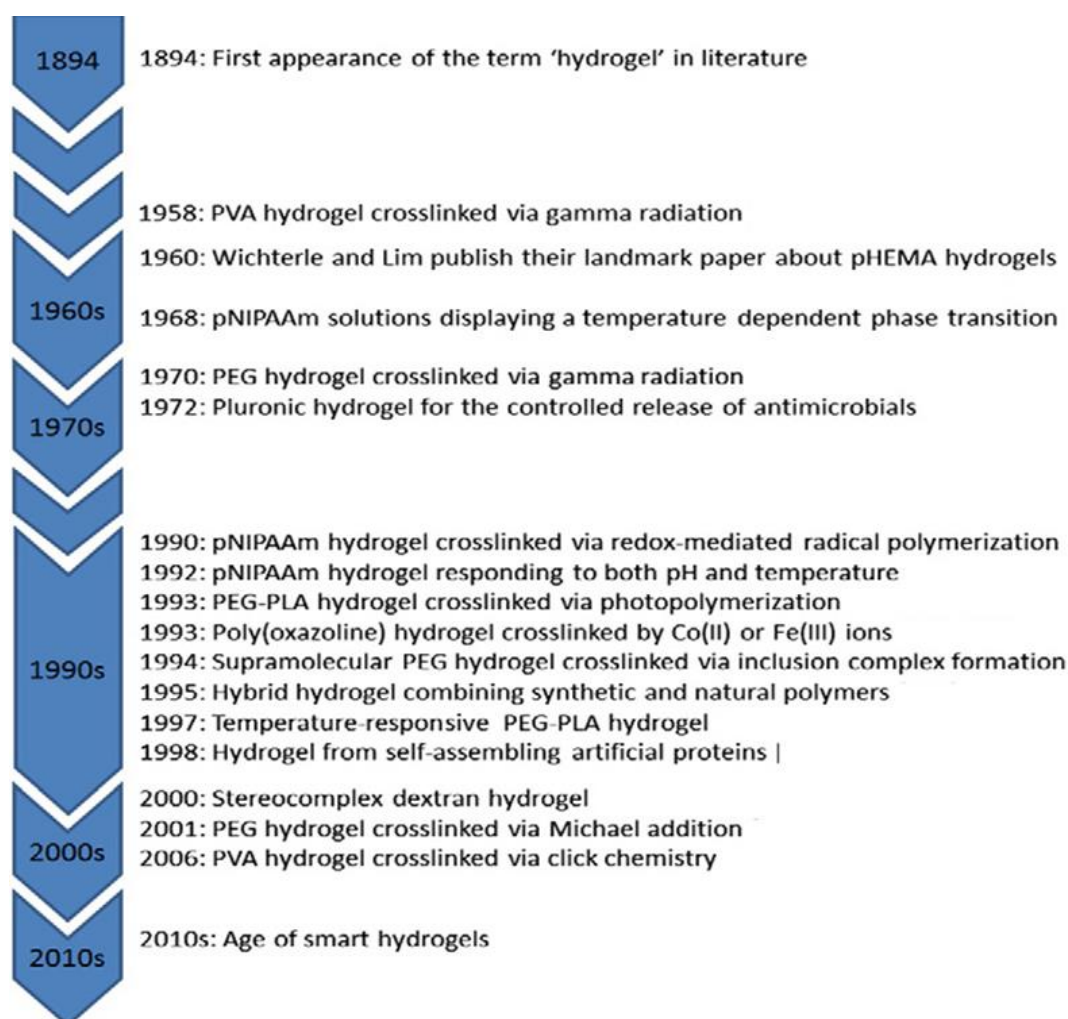 1894
1894: First appearance of the term ‘hydrogel’ in literature
1958: PVA hydrogel crosslinked via gamma radiation
1960: Wichterle and Lim publish their landmark paper about pHEMA hydrogels
1960s
1968: pNIPAAm solutions displaying a temperature dependent phase transition
1970: PEG hydrogel crosslinked via gamma radiation
1972: Pluronic hydrogel for the controlled release of antimicrobials
1970s
1990: pNIPAAm hydrogel crosslinked via redox-mediated radical polymerization
1992: pNIPAAm hydrogel responding to both pH and temperature
1993: PEG-PLA hydrogel crosslinked via photopolymerization
1993: Poly(oxazoline) hydrogel crosslinked by Co(II) or Fe(III) ions
1994: Supramolecular PEG hydrogel crosslinked via inclusion complex formation
1990s
1995: Hybrid hydrogel combining synthetic and natural polymers
1997: Temperature-responsive PEG-PLA hydrogel
1998: Hydrogel from self-assembling artificial proteins |
2000: Stereocomplex dextran hydrogel
2001: PEG hydrogel crosslinked via Michael addition
2000s
2006: PVA hydrogel crosslinked via click chemistry
2010s: Age of smart hydrogels
2010s